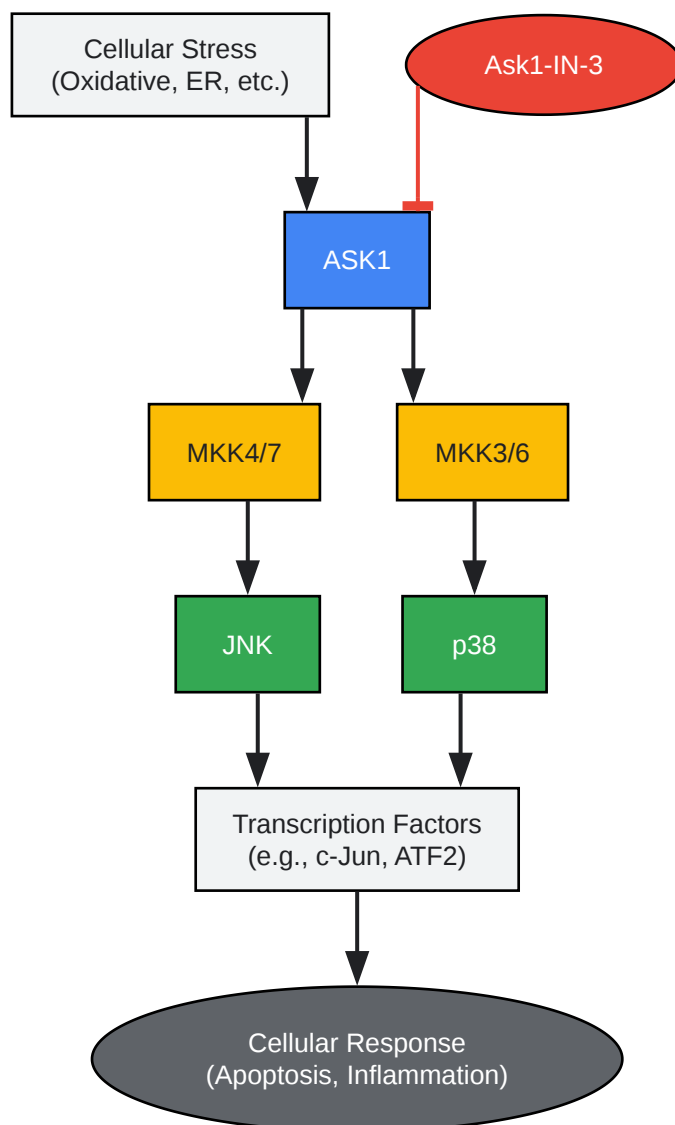 Cellular Stress
(Oxidative, ER, etc.)
Ask1-IN-3
ASK1
MKK4/7
MKK3/6
JNK
p38
Transcription Factors
(e.g., c-Jun, ATF2)
Cellular Response
(Apoptosis, Inflammation)